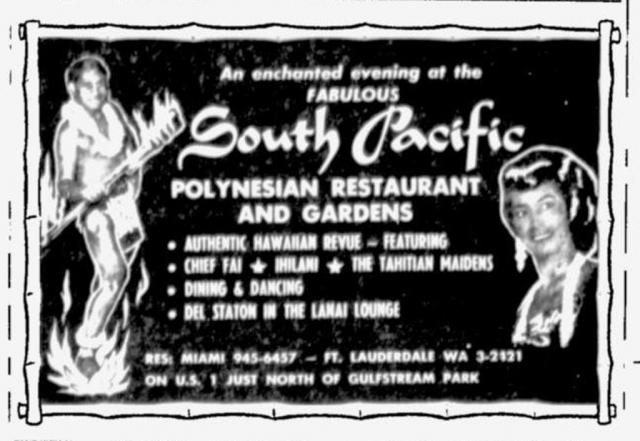 An enchanted evening at the
FABULOUS
South Pacific
POLYNESIAN RESTAURANT
AND GARDENS
• AUTHENTIC HAWAIIAN REVUE — FEATURING
• CHIEF FAI ★ IHILANI ★ THE TAHITIAN MAIDENS
• DINING & DANCING
• DEL STATON IN THE LANAI LOUNGE
RES: MIAMI 945-6457 — FT. LAUDERDALE WA 3-2121
ON U.S. 1 JUST NORTH OF GULFSTREAM PARK